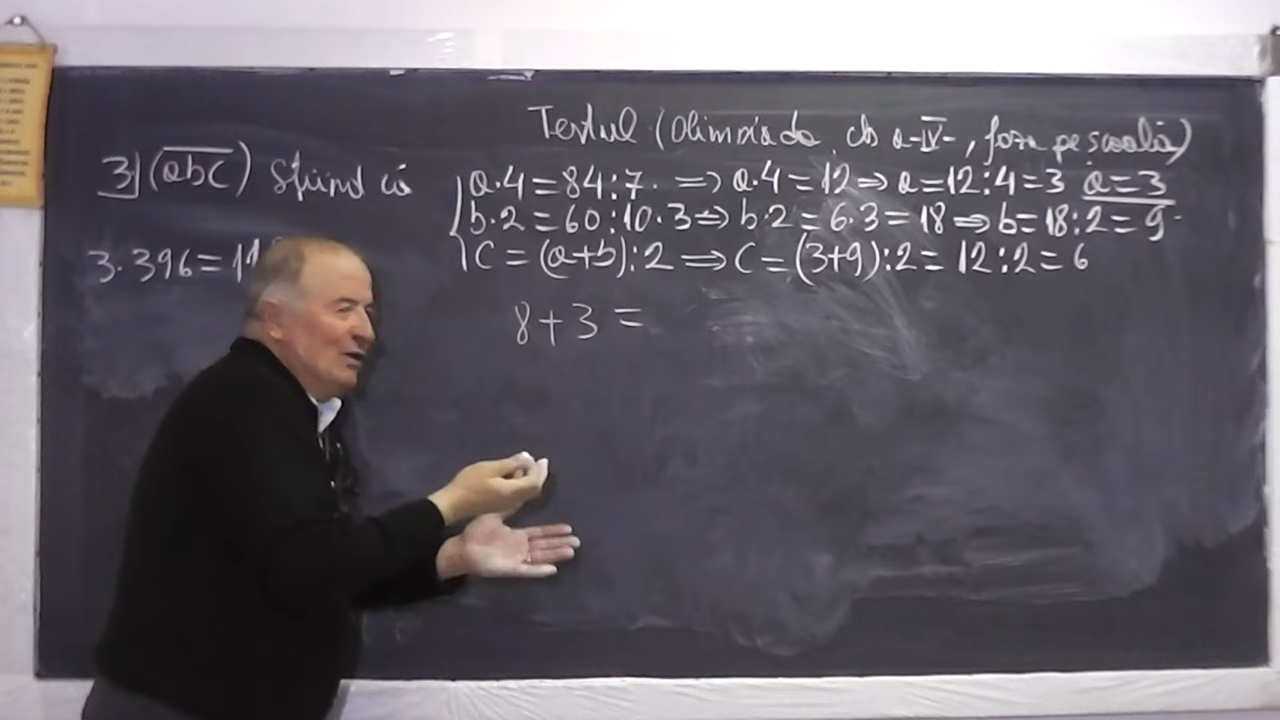 Testul (Olimpiada, cls a-IV-, faza pe școală)
3) (abc) știind că
a·4=84:7. => a·4=12 => a=12:4=3 a=3
b·2=60:10·3 => b·2=6·3=18 => b=18:2=9
c=(a+b):2 => c=(3+9):2=12:2=6
3·396=11
8+3=